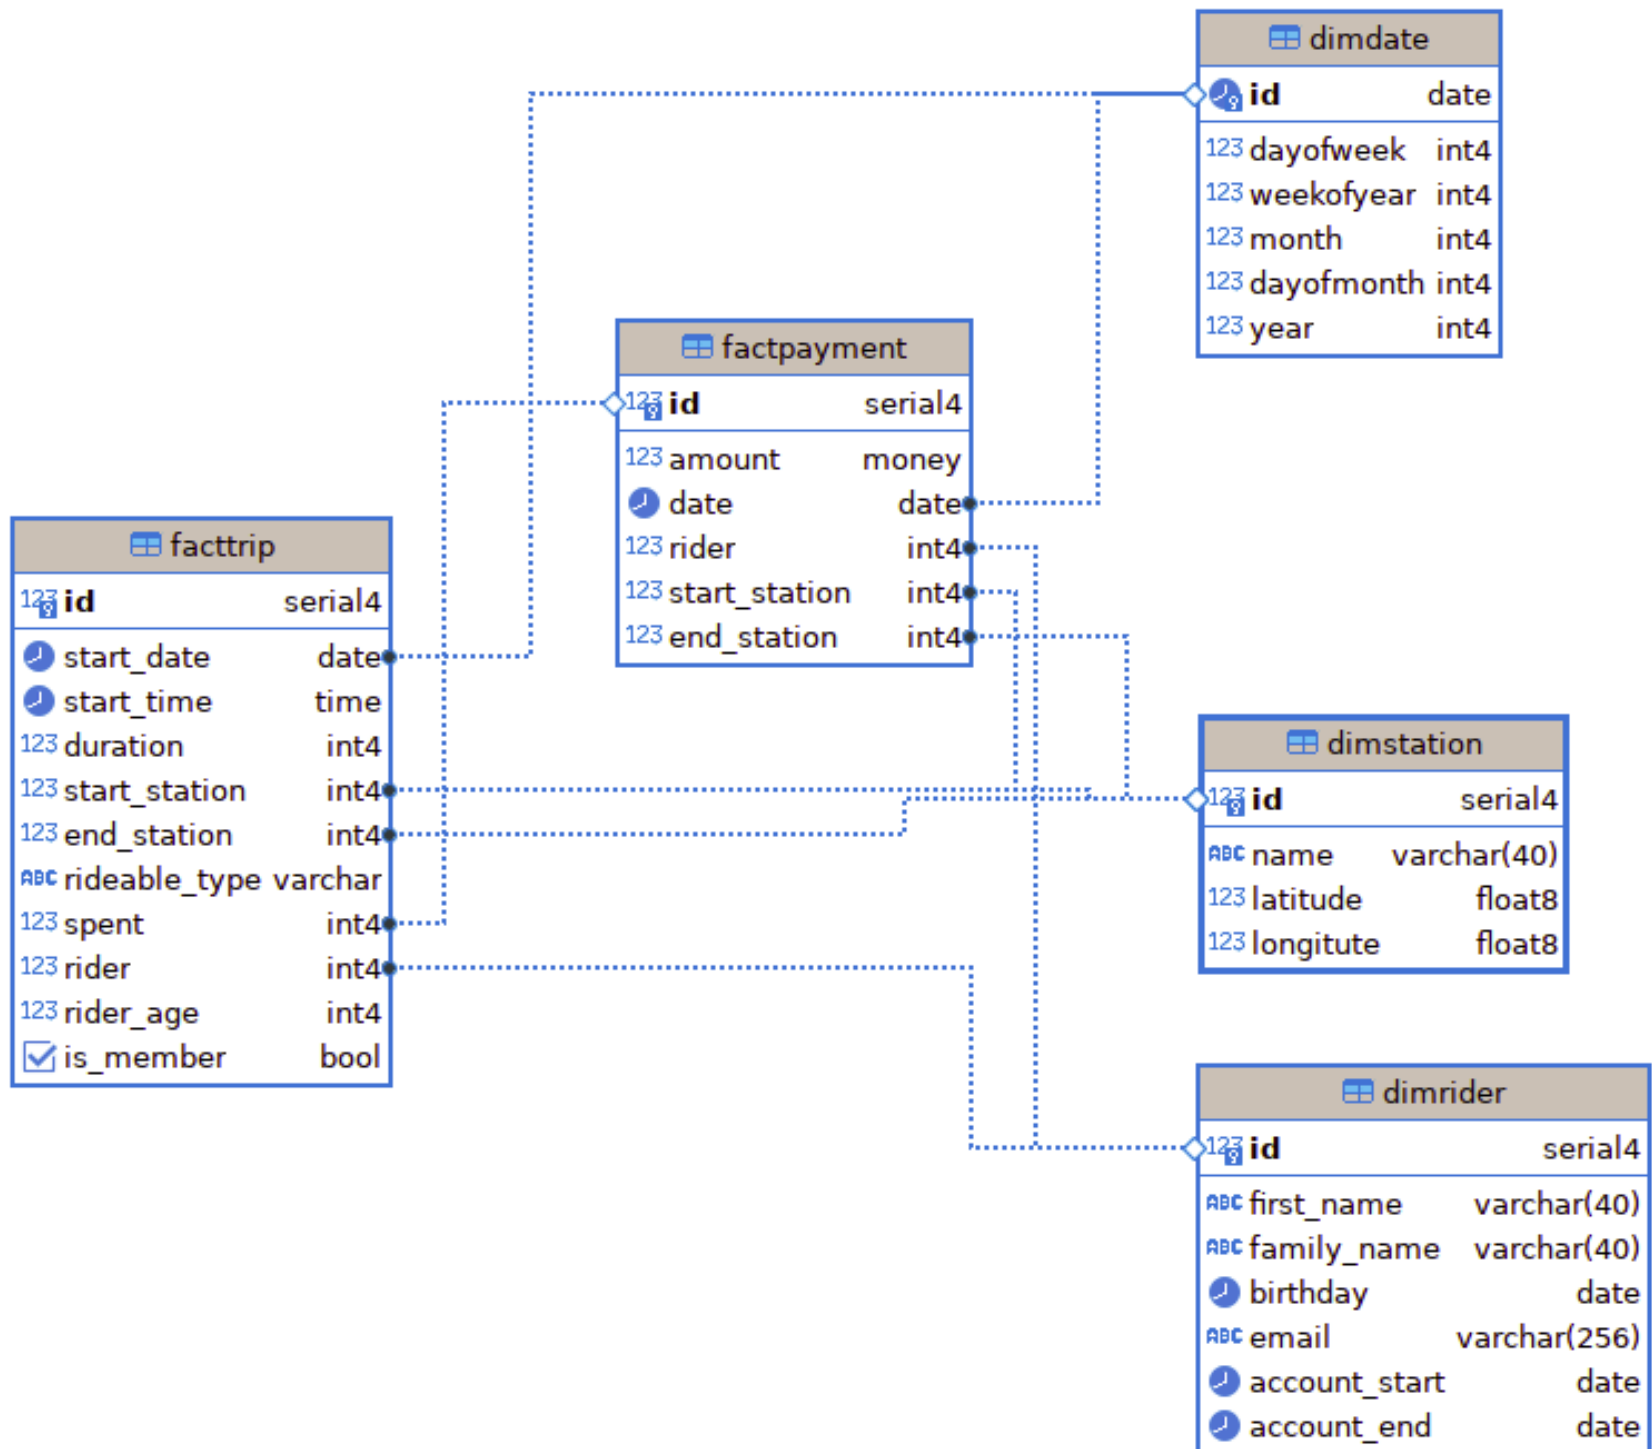 dimdate
id date
123 dayofweek int4
123 weekofyear int4
123 month int4
123 dayofmonth int4
123 year int4
factpayment
123 id serial4
123 amount money
date date
123 rider int4
123 start_station int4
123 end_station int4
facttrip
123 id serial4
start_date date
start_time time
123 duration int4
123 start_station int4
123 end_station int4
ABC rideable_type varchar
123 spent int4
123 rider int4
123 rider_age int4
is_member bool
dimstation
123 id serial4
ABC name varchar(40)
123 latitude float8
123 longitute float8
dimrider
123 id serial4
ABC first_name varchar(40)
ABC family_name varchar(40)
birthday date
ABC email varchar(256)
account_start date
account_end date